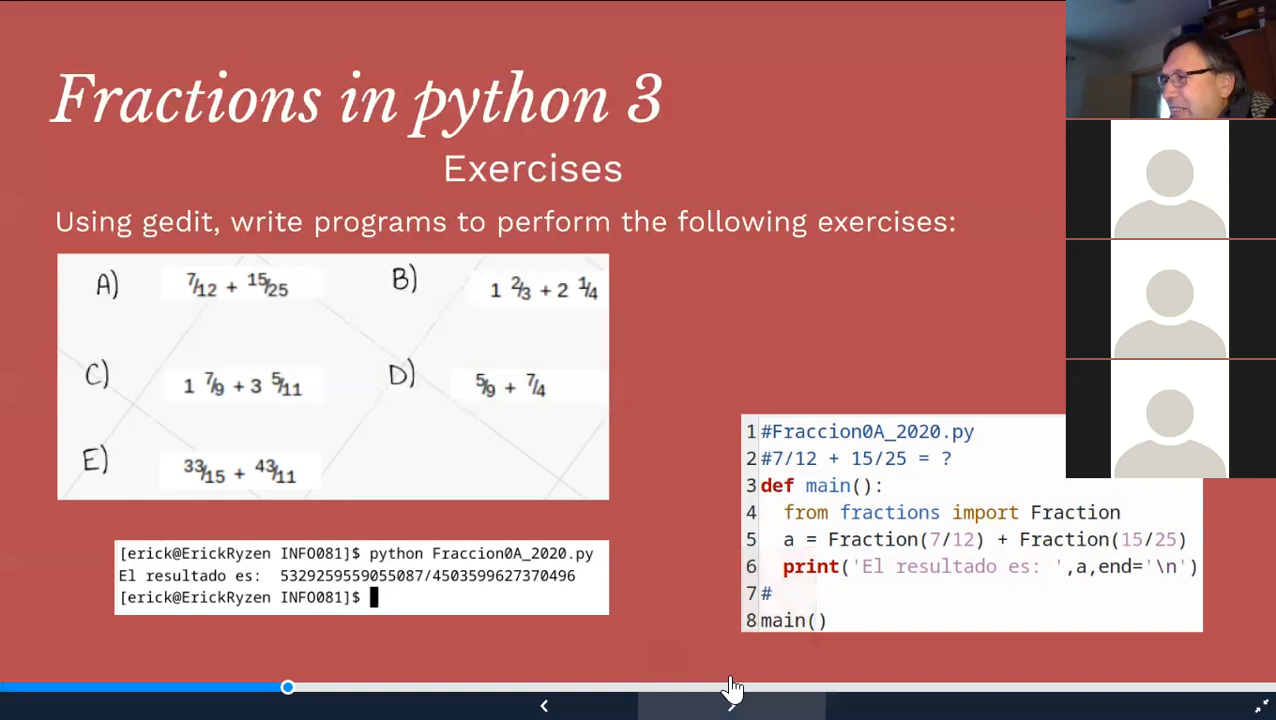 Fractions in python 3
Exercises
Using gedit, write programs to perform the following exercises:
A) 7/12 + 15/25 B) 1 2/3 + 2 1/4
C) 1 7/9 + 3 5/11 D) 5/9 + 7/4
E) 33/15 + 43/11
[erick@ErickRyzen INFO081]$ python Fraccion0A_2020.py
El resultado es:  5329259559055087/4503599627370496
[erick@ErickRyzen INFO081]$
1 #Fraccion0A_2020.py
2 #7/12 + 15/25 = ?
3 def main():
4   from fractions import Fraction
5   a = Fraction(7/12) + Fraction(15/25)
6   print('El resultado es: ',a,end='\n')
7 #
8 main()